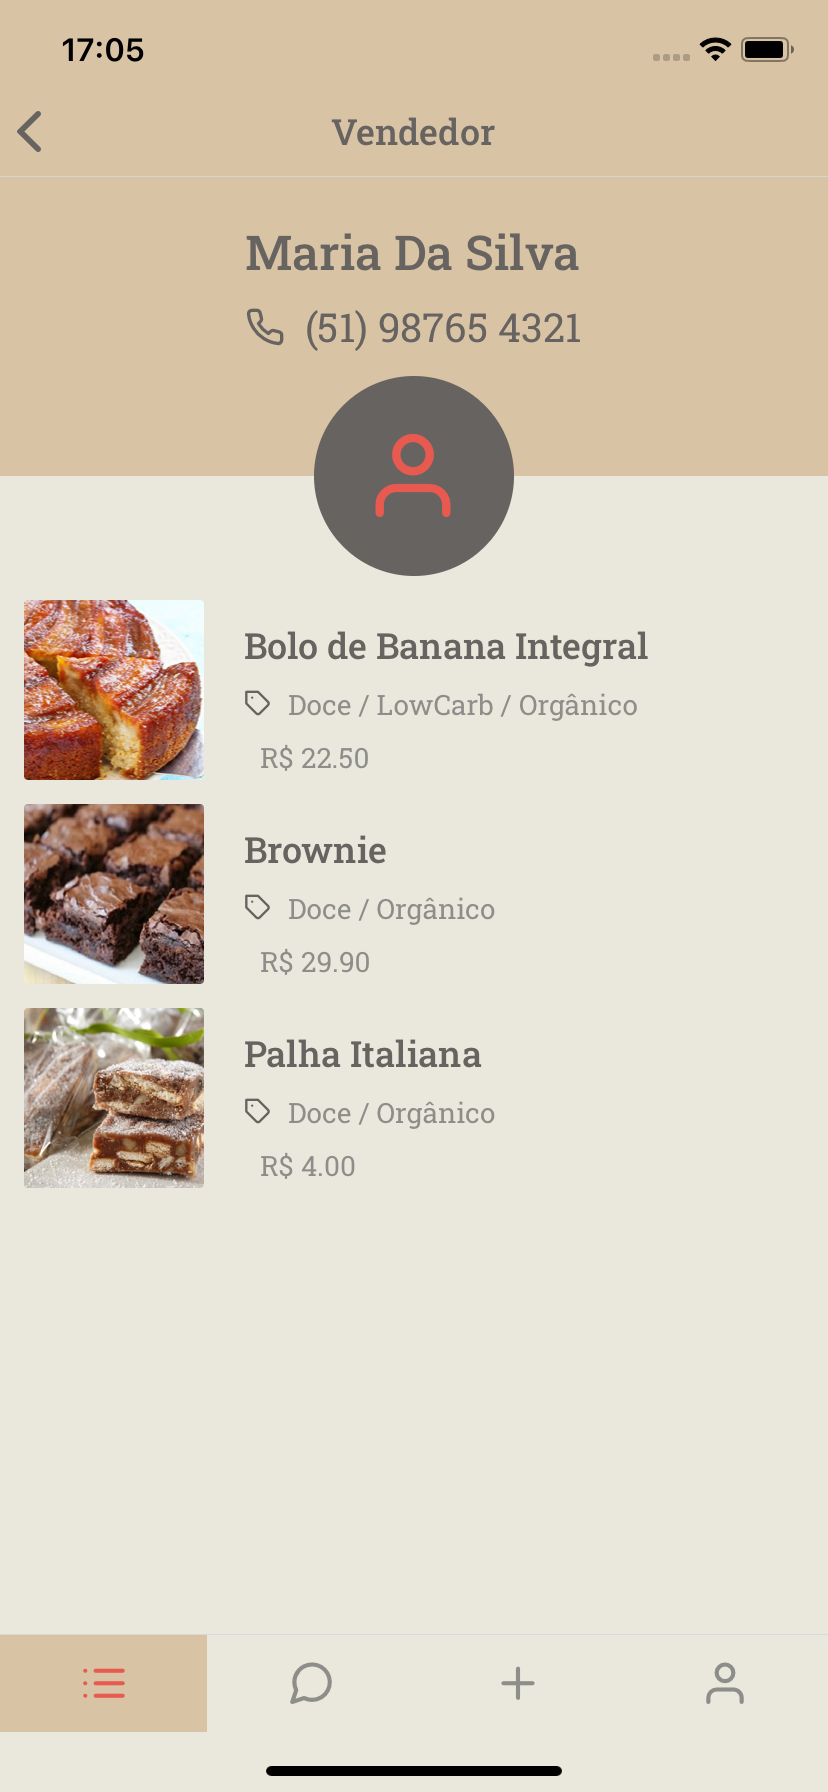 17:05
Vendedor
Maria Da Silva
(51) 98765 4321
Bolo de Banana Integral
Doce / LowCarb / Orgânico
R$ 22.50
Brownie
Doce / Orgânico
R$ 29.90
Palha Italiana
Doce / Orgânico
R$ 4.00